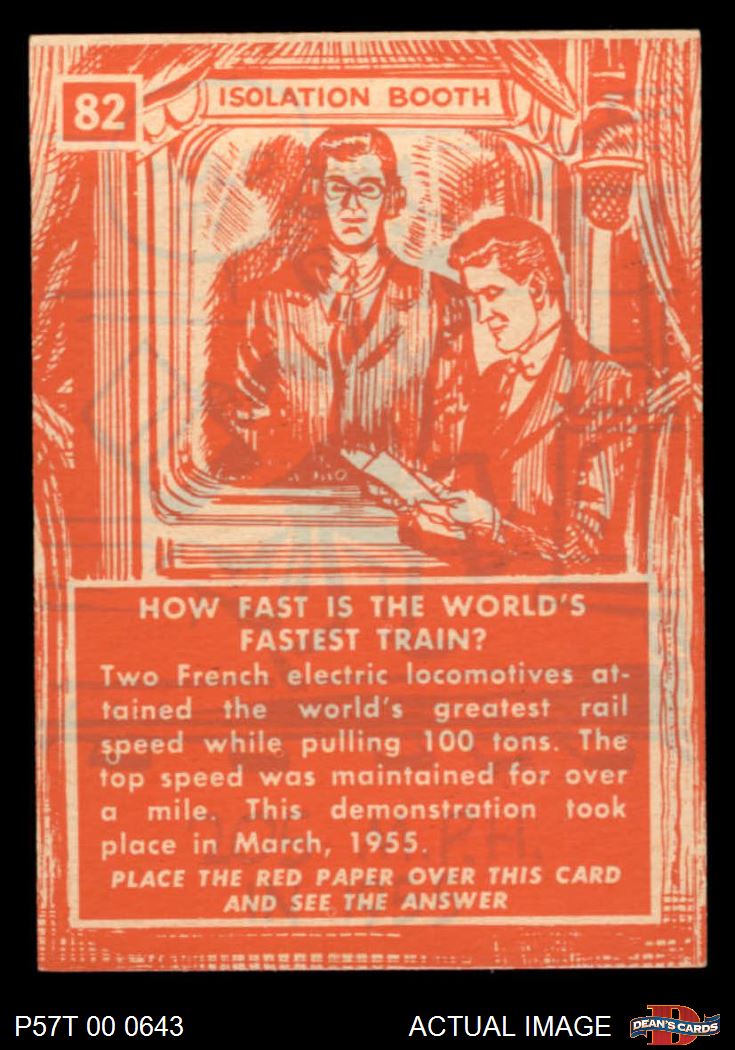 82
ISOLATION BOOTH
HOW FAST IS THE WORLD'S
FASTEST TRAIN?
Two French electric locomotives at-
tained the world's greatest rail
speed while pulling 100 tons. The
top speed was maintained for over
a mile. This demonstration took
place in March, 1955.
PLACE THE RED PAPER OVER THIS CARD
AND SEE THE ANSWER
P57T 00 0643
ACTUAL IMAGE
D
DEAN'S CARDS